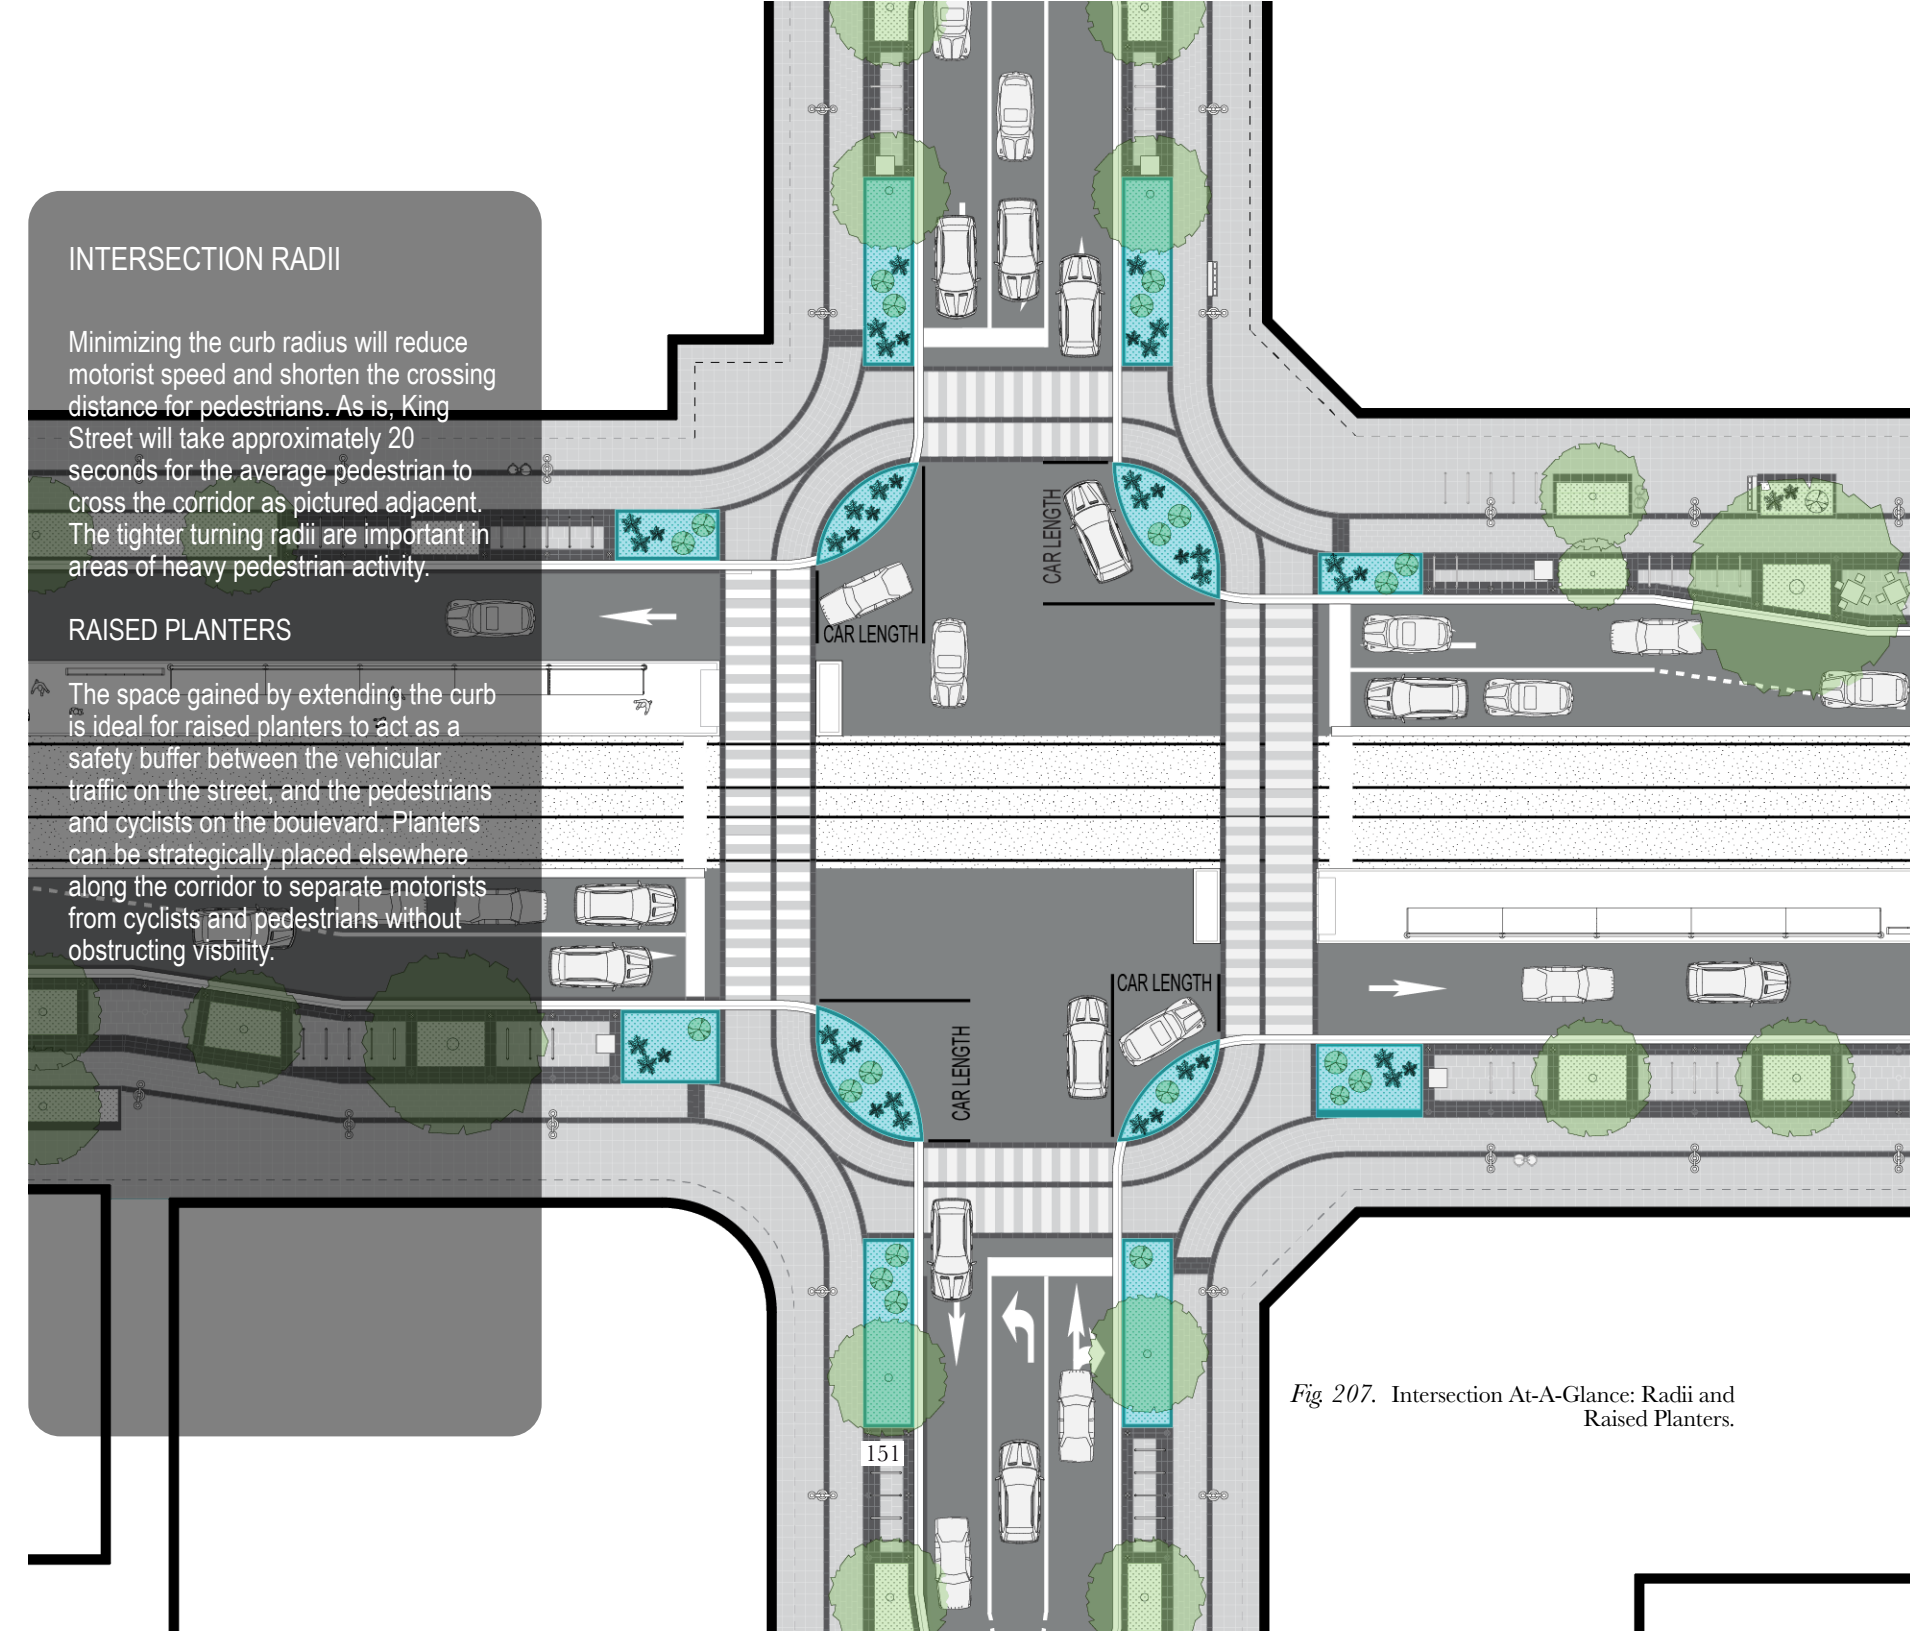 INTERSECTION RADII
Minimizing the curb radius will reduce
motorist speed and shorten the crossing
distance for pedestrians. As is, King
Street will take approximately 20
seconds for the average pedestrian to
cross the corridor as pictured adjacent.
The tighter turning radii are important in
areas of heavy pedestrian activity.
RAISED PLANTERS
The space gained by extending the curb
is ideal for raised planters to act as a
safety buffer between the vehicular
traffic on the street, and the pedestrians
and cyclists on the boulevard. Planters
can be strategically placed elsewhere
along the corridor to separate motorists
from cyclists and pedestrians without
obstructing visbility.
CAR LENGTH
CAR LENGTH
CAR LENGTH
CAR LENGTH
Fig. 207. Intersection At-A-Glance: Radii and
Raised Planters.
151